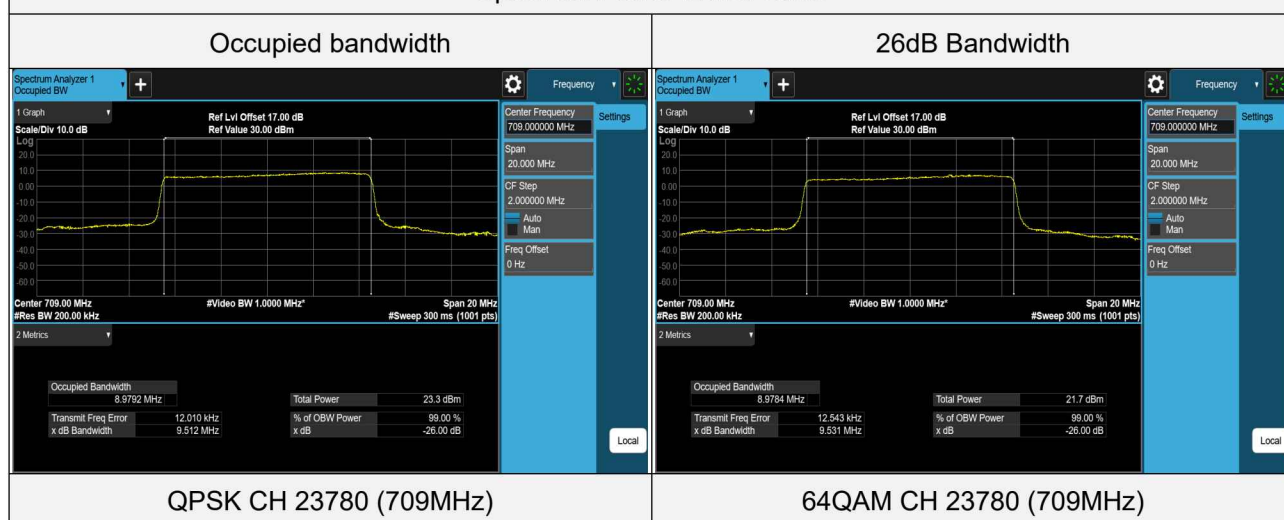 Occupied bandwidth
26dB Bandwidth
Spectrum Analyzer 1
Occupied BW
+
Frequency
1 Graph
Scale/Div 10.0 dB
Ref Lvl Offset 17.00 dB
Ref Value 30.00 dBm
Log
20.0
10.0
0.00
-10.0
-20.0
-30.0
-40.0
-50.0
-60.0
Center 709.00 MHz
#Res BW 200.00 kHz
#Video BW 1.0000 MHz*
Span 20 MHz
#Sweep 300 ms (1001 pts)
Center Frequency
709.000000 MHz
Settings
Span
20.000 MHz
CF Step
2.000000 MHz
Auto
Man
Freq Offset
0 Hz
2 Metrics
Occupied Bandwidth
8.9792 MHz
Total Power 23.3 dBm
Transmit Freq Error 12.010 kHz
% of OBW Power 99.00 %
x dB Bandwidth 9.512 MHz
x dB -26.00 dB
Local
Spectrum Analyzer 1
Occupied BW
+
Frequency
1 Graph
Scale/Div 10.0 dB
Ref Lvl Offset 17.00 dB
Ref Value 30.00 dBm
Log
20.0
10.0
0.00
-10.0
-20.0
-30.0
-40.0
-50.0
-60.0
Center 709.00 MHz
#Res BW 200.00 kHz
#Video BW 1.0000 MHz*
Span 20 MHz
#Sweep 300 ms (1001 pts)
Center Frequency
709.000000 MHz
Settings
Span
20.000 MHz
CF Step
2.000000 MHz
Auto
Man
Freq Offset
0 Hz
2 Metrics
Occupied Bandwidth
8.9784 MHz
Total Power 21.7 dBm
Transmit Freq Error 12.543 kHz
% of OBW Power 99.00 %
x dB Bandwidth 9.531 MHz
x dB -26.00 dB
Local
QPSK CH 23780 (709MHz)
64QAM CH 23780 (709MHz)